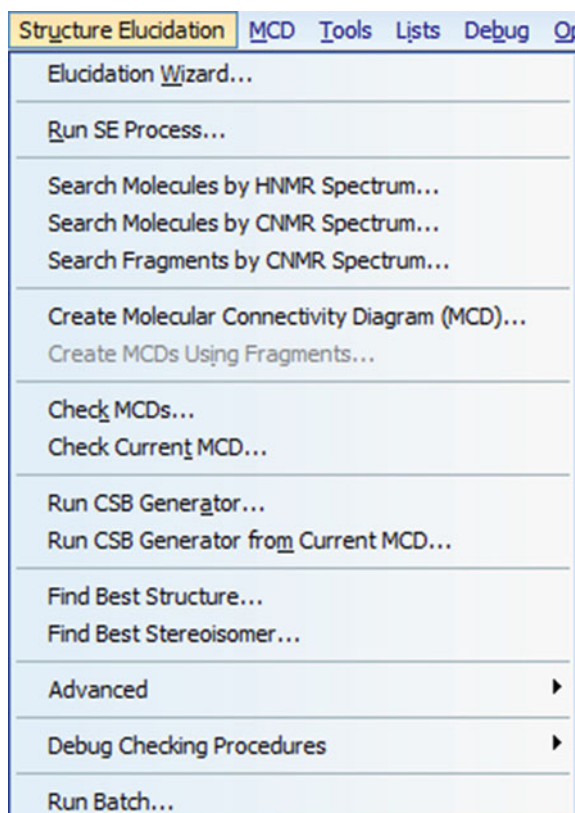 Structure Elucidation MCD Tools Lists Debug Op
Elucidation Wizard...
Run SE Process...
Search Molecules by HNMR Spectrum...
Search Molecules by CNMR Spectrum...
Search Fragments by CNMR Spectrum...
Create Molecular Connectivity Diagram (MCD)...
Create MCDs Using Fragments...
Check MCDs...
Check Current MCD...
Run CSB Generator...
Run CSB Generator from Current MCD...
Find Best Structure...
Find Best Stereoisomer...
Advanced
Debug Checking Procedures
Run Batch...